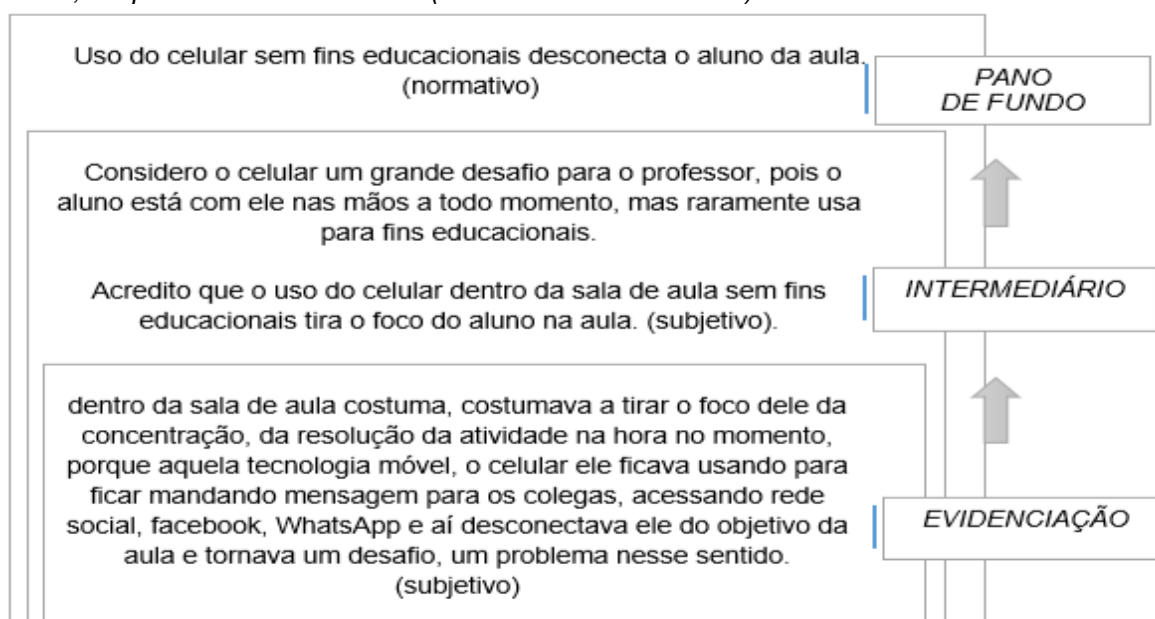 Uso do celular sem fins educacionais desconecta o aluno da aula.
(normativo)
PANO
DE FUNDO
Considero o celular um grande desafio para o professor, pois o
aluno está com ele nas mãos a todo momento, mas raramente usa
para fins educacionais.
Acredito que o uso do celular dentro da sala de aula sem fins
educacionais tira o foco do aluno na aula. (subjetivo).
INTERMEDIÁRIO
dentro da sala de aula costuma, costumava a tirar o foco dele da
concentração, da resolução da atividade na hora no momento,
porque aquela tecnologia móvel, o celular ele ficava usando para
ficar mandando mensagem para os colegas, acessando rede
social, facebook, WhatsApp e aí desconectava ele do objetivo da
aula e tornava um desafio, um problema nesse sentido.
(subjetivo)
EVIDENCIAÇÃO